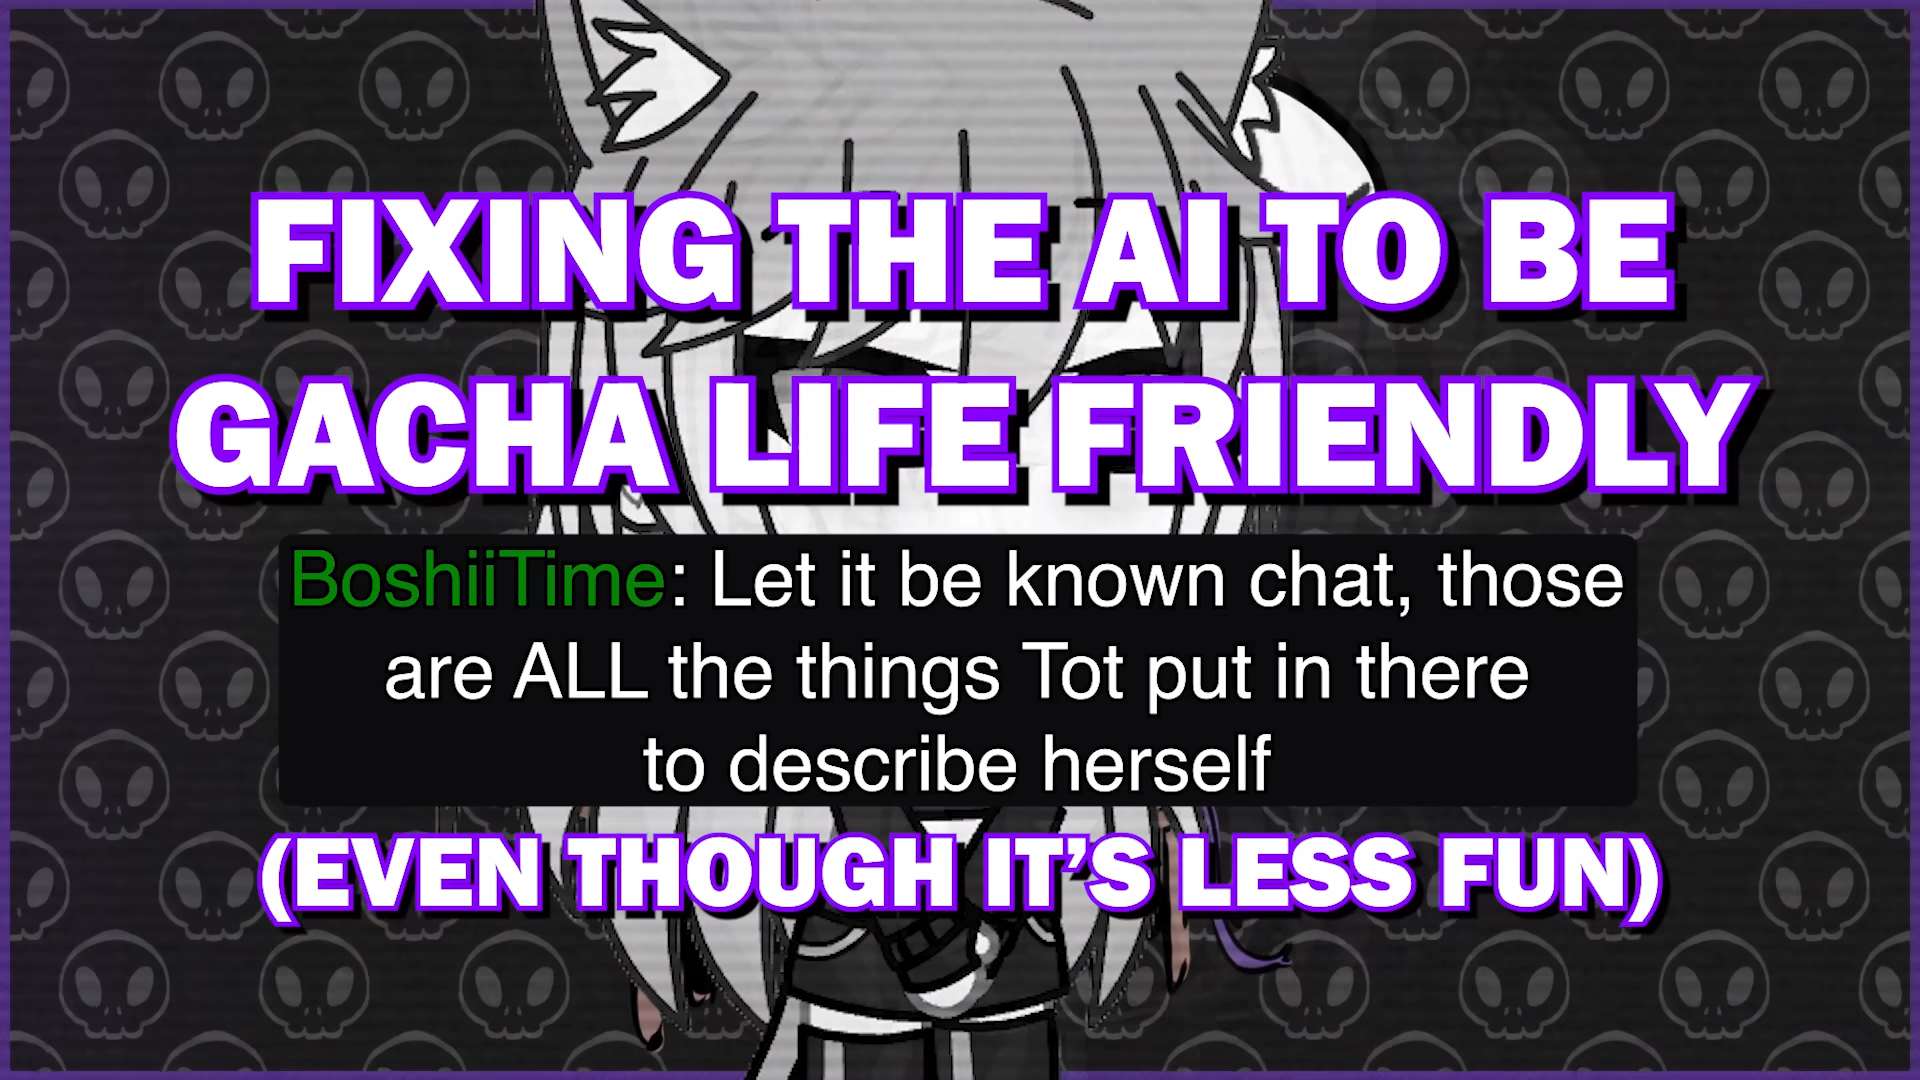 FIXING THE AI TO BE
GACHA LIFE FRIENDLY
BoshiiTime: Let it be known chat, those
are ALL the things Tot put in there
to describe herself
(EVEN THOUGH IT'S LESS FUN)